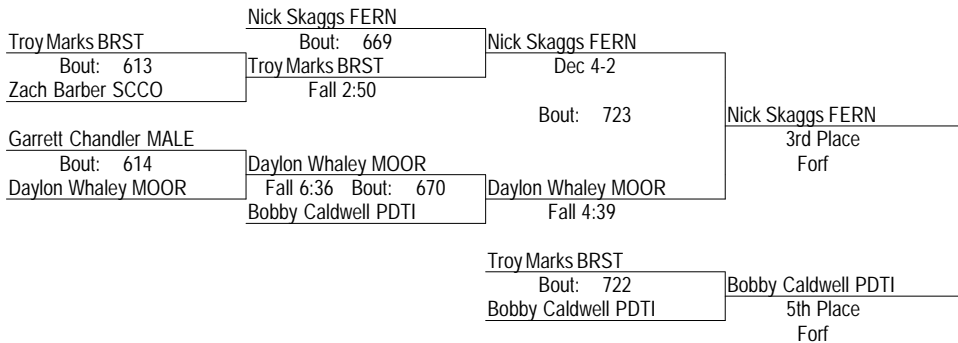 Nick Skaggs FERN
Troy Marks BRST
Bout: 669
Nick Skaggs FERN
Bout: 613
Troy Marks BRST
Dec 4-2
Zach Barber SCCO
Fall 2:50
Bout: 723
Nick Skaggs FERN
Garrett Chandler MALE
3rd Place
Bout: 614
Daylon Whaley MOOR
Forf
Daylon Whaley MOOR
Fall 6:36 Bout: 670
Daylon Whaley MOOR
Bobby Caldwell PDTI
Fall 4:39
Troy Marks BRST
Bout: 722
Bobby Caldwell PDTI
Bobby Caldwell PDTI
5th Place
Forf